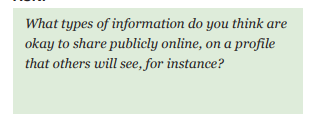 What types of information do you think are
okay to share publicly online, on a profile
that others will see, for instance?